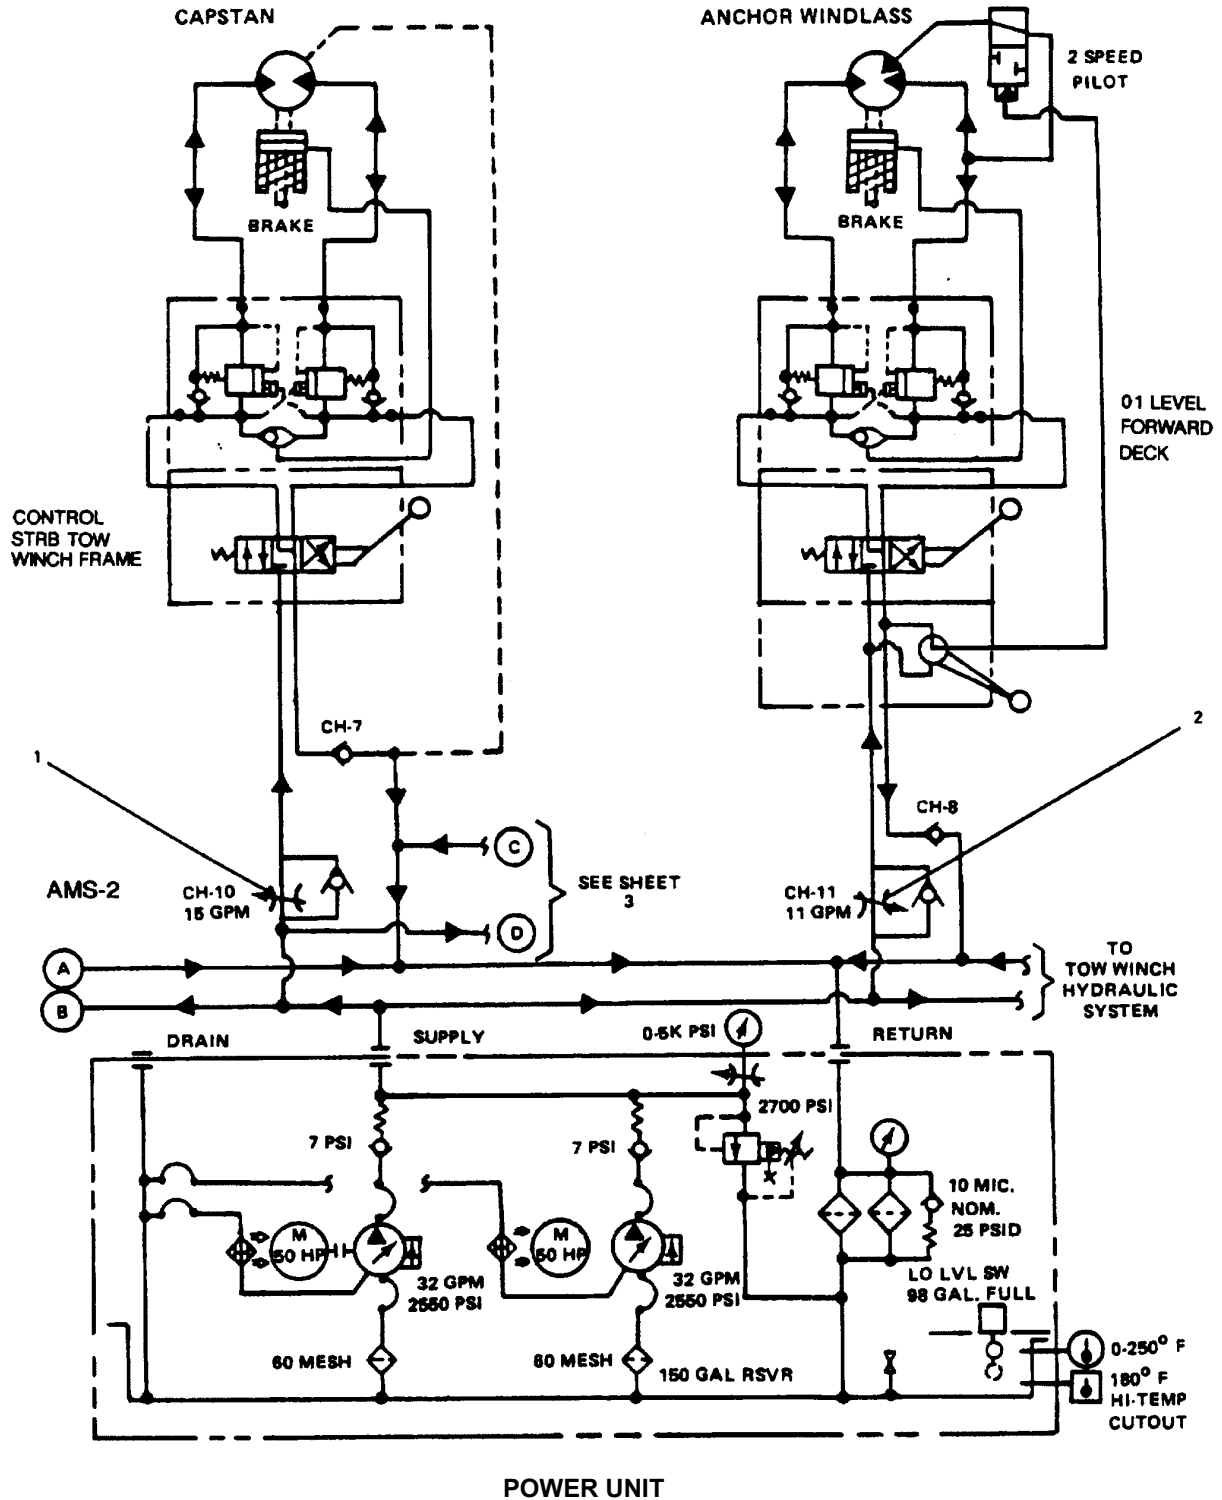 CAPSTAN
ANCHOR WINDLASS
2 SPEED
PILOT
BRAKE
BRAKE
01 LEVEL
FORWARD
DECK
CONTROL
STRB TOW
WINCH FRAME
CH-7
1
2
CH-8
C
SEE SHEET
3
AMS-2
CH-10
15 GPM
CH-11
11 GPM
D
A
B
TO
TOW WINCH
HYDRAULIC
SYSTEM
DRAIN
SUPPLY
0-5K PSI
RETURN
2700 PSI
7 PSI
7 PSI
10 MIC.
NOM.
25 PSID
M
50 HP
M
50 HP
32 GPM
2550 PSI
32 GPM
2550 PSI
LO LVL SW
98 GAL. FULL
60 MESH
60 MESH
150 GAL RSVR
0-250° F
180° F
HI-TEMP
CUTOUT
POWER UNIT